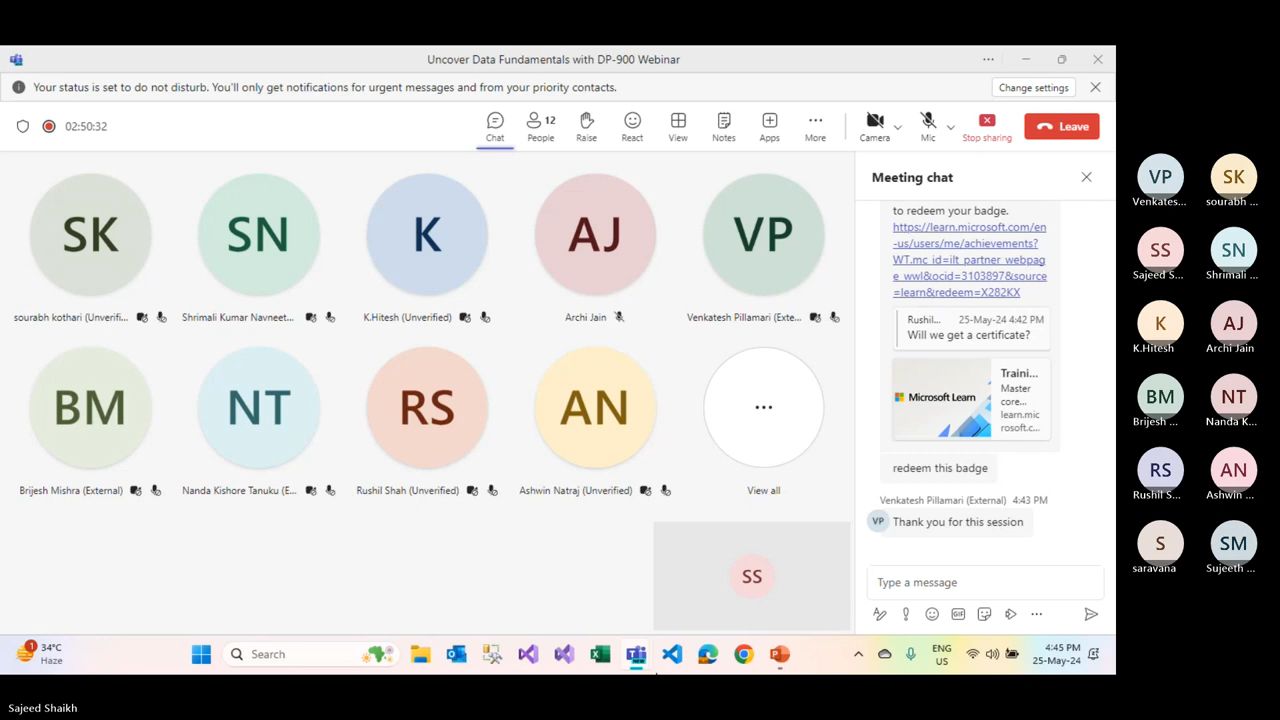 Uncover Data Fundamentals with DP-900 Webinar
Your status is set to do not disturb. You'll only get notifications for urgent messages and from your priority contacts.
Change settings
02:50:32
Chat
12
People
Raise
React
View
Notes
Apps
More
Camera
Mic
Stop sharing
Leave
SK
SN
K
AJ
VP
sourabh kothari (Unverifi...
Shrimali Kumar Navneet...
K.Hitesh (Unverified)
Archi Jain
Venkatesh Pillamari (Exte...
BM
NT
RS
AN
...
Brijesh Mishra (External)
Nanda Kishore Tanuku (E...
Rushil Shah (Unverified)
Ashwin Natraj (Unverified)
View all
SS
Meeting chat
to redeem your badge.
https://learn.microsoft.com/en
-us/users/me/achievements?
WT.mc_id=ilt_partner_webpag
e_wwl&ocid=3103897&source
=learn&redeem=X282KX
Rushil... 25-May-24 4:42 PM
Will we get a certificate?
Microsoft Learn
Traini...
Master
core...
learn.mic
rosoft.c...
redeem this badge
Venkatesh Pillamari (External) 4:43 PM
VP
Thank you for this session
Type a message
GIF
VP
SK
Venkates...
sourabh ...
SS
SN
Sajeed S...
Shrimali ...
K
AJ
K.Hitesh
Archi Jain
BM
NT
Brijesh ...
Nanda K...
RS
AN
Rushil S...
Ashwin ...
S
SM
saravana
Sujeeth ...
1
34°C
Haze
Search
NEW
ENG
US
4:45 PM
25-May-24
Sajeed Shaikh